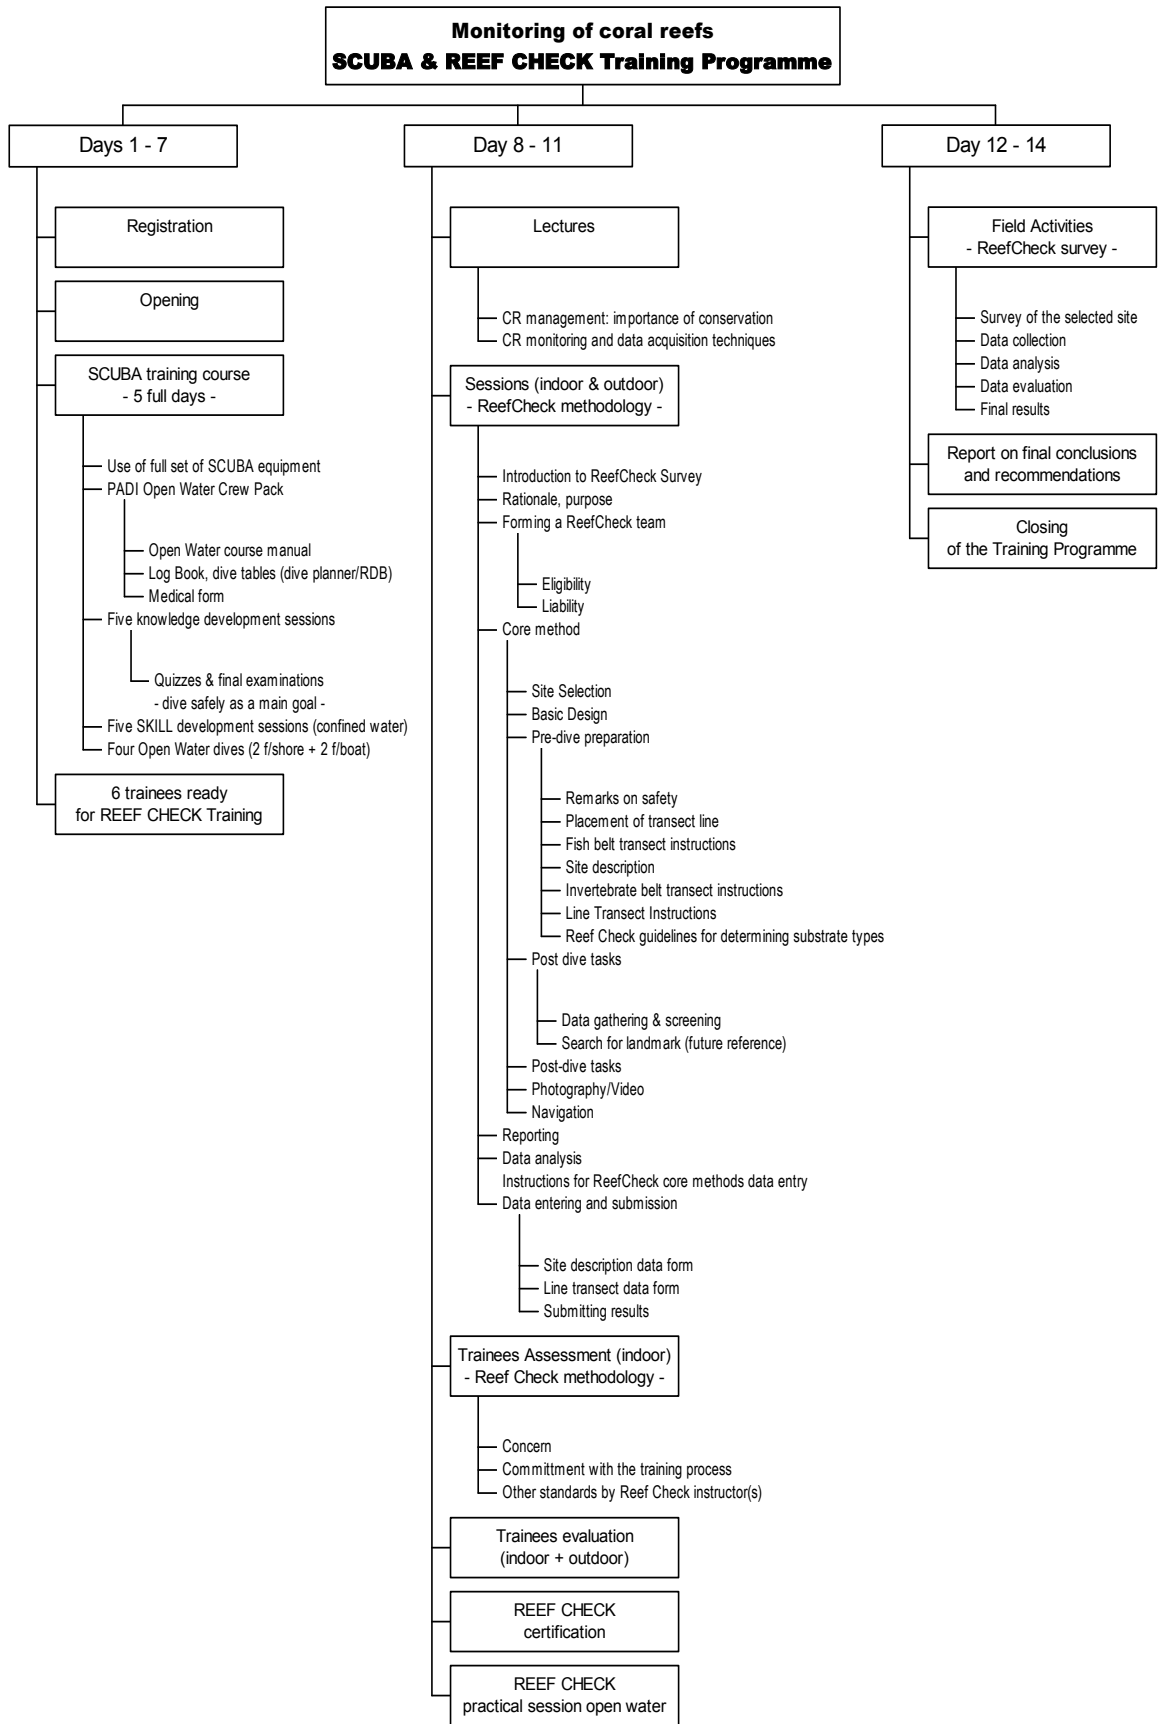 Monitoring of coral reefs
SCUBA & REEF CHECK Training Programme
Days 1 - 7
Registration
Opening
SCUBA training course
- 5 full days -
Use of full set of SCUBA equipment
PADI Open Water Crew Pack
Open Water course manual
Log Book, dive tables (dive planner/RDB)
Medical form
Five knowledge development sessions
Quizzes & final examinations
- dive safely as a main goal -
Five SKILL development sessions (confined water)
Four Open Water dives (2 f/shore + 2 f/boat)
6 trainees ready
for REEF CHECK Training
Day 8 - 11
Lectures
CR management: importance of conservation
CR monitoring and data acquisition techniques
Sessions (indoor & outdoor)
- ReefCheck methodology -
Introduction to ReefCheck Survey
Rationale, purpose
Forming a ReefCheck team
Eligibility
Liability
Core method
Site Selection
Basic Design
Pre-dive preparation
Remarks on safety
Placement of transect line
Fish belt transect instructions
Site description
Invertebrate belt transect instructions
Line Transect Instructions
Reef Check guidelines for determining substrate types
Post dive tasks
Data gathering & screening
Search for landmark (future reference)
Post-dive tasks
Photography/Video
Navigation
Reporting
Data analysis
Instructions for ReefCheck core methods data entry
Data entering and submission
Site description data form
Line transect data form
Submitting results
Trainees Assessment (indoor)
- Reef Check methodology -
Concern
Committment with the training process
Other standards by Reef Check instructor(s)
Trainees evaluation
(indoor + outdoor)
REEF CHECK
certification
REEF CHECK
practical session open water
Day 12 - 14
Field Activities
- ReefCheck survey -
Survey of the selected site
Data collection
Data analysis
Data evaluation
Final results
Report on final conclusions
and recommendations
Closing
of the Training Programme